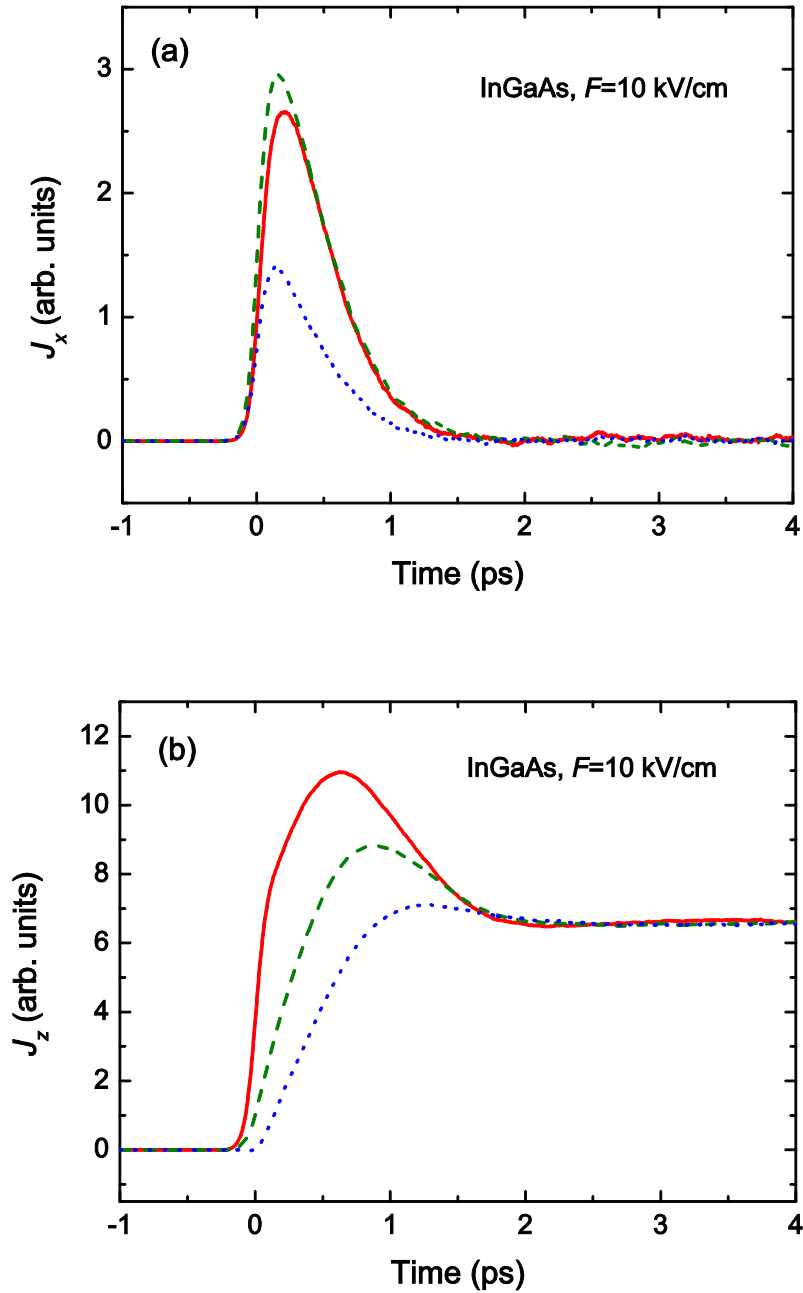 (a)
InGaAs, F=10 kV/cm
3
2
1
0
Jx (arb. units)
-1 0 1 2 3 4
Time (ps)
(b)
InGaAs, F=10 kV/cm
12
10
8
6
4
2
0
Jz (arb. units)
-1 0 1 2 3 4
Time (ps)